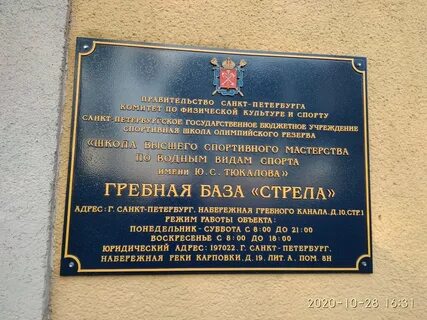 ПРАВИТЕЛЬСТВО САНКТ-ПЕТЕРБУРГА
КОМИТЕТ ПО ФИЗИЧЕСКОЙ КУЛЬТУРЕ И СПОРТУ
САНКТ-ПЕТЕРБУРГСКОЕ ГОСУДАРСТВЕННОЕ БЮДЖЕТНОЕ УЧРЕЖДЕНИЕ
СПОРТИВНАЯ ШКОЛА ОЛИМПИЙСКОГО РЕЗЕРВА
«ШКОЛА ВЫСШЕГО СПОРТИВНОГО МАСТЕРСТВА
ПО ВОДНЫМ ВИДАМ СПОРТА
ИМЕНИ Ю.С. ТЮКАЛОВА»
ГРЕБНАЯ БАЗА «СТРЕЛА»
АДРЕС: Г. САНКТ-ПЕТЕРБУРГ, НАБЕРЕЖНАЯ ГРЕБНОГО КАНАЛА, Д.10, СТР.1
РЕЖИМ РАБОТЫ ОБЪЕКТА:
ПОНЕДЕЛЬНИК - СУББОТА С 8:00 ДО 21:00
ВОСКРЕСЕНЬЕ С 8:00 ДО 18:00
ЮРИДИЧЕСКИЙ АДРЕС: 197022, Г. САНКТ-ПЕТЕРБУРГ,
НАБЕРЕЖНАЯ РЕКИ КАРПОВКИ, Д.19, ЛИТ А, ПОМ. 8Н
2020-10-28 16:31